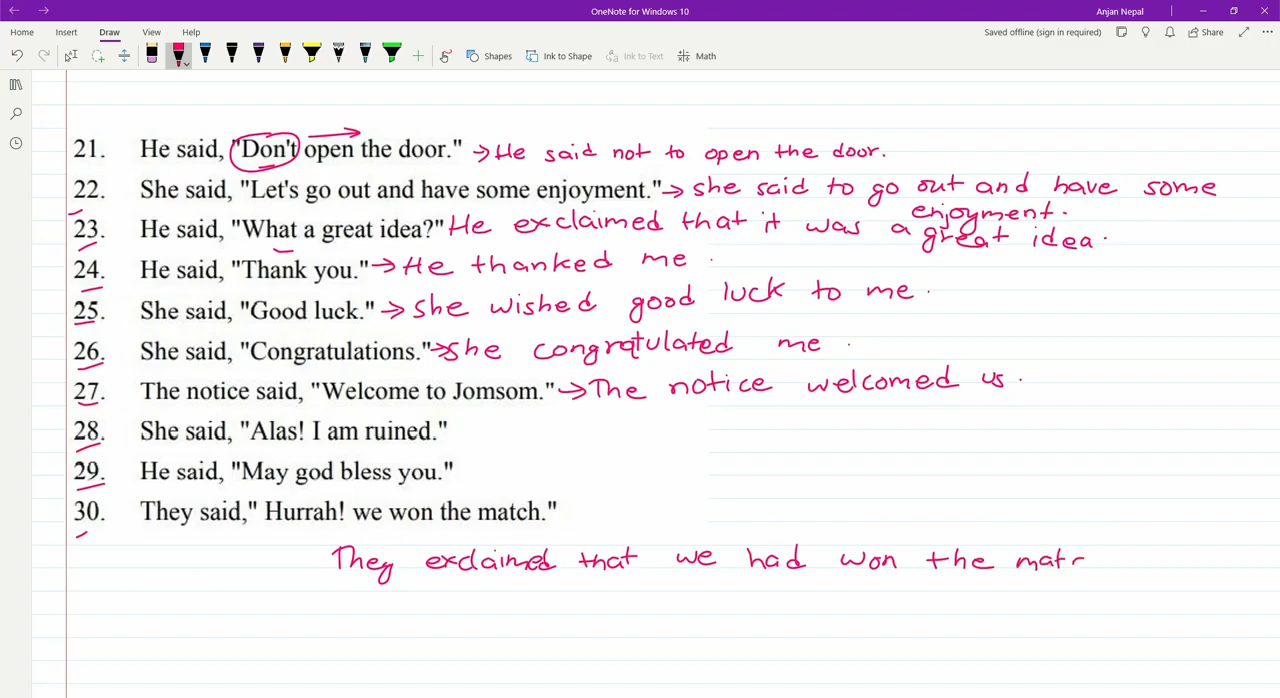 OneNote for Windows 10
Anjan Nepal
Home Insert Draw View Help
Saved offline (sign in required)
Share
Shapes Ink to Shape Ink to Text Math
21. He said, "Don't open the door." →He said not to open the door.
22. She said, "Let's go out and have some enjoyment." → she said to go out and have some
enjoyment.
23. He said, "What a great idea?" He exclaimed that it was a great idea.
24. He said, "Thank you." → He thanked me.
25. She said, "Good luck." → she wished good luck to me.
26. She said, "Congratulations." → she congratulated me.
27. The notice said, "Welcome to Jomsom." → The notice welcomed us.
28. She said, "Alas! I am ruined."
29. He said, "May god bless you."
30. They said," Hurrah! we won the match."
They exclaimed that we had won the matc